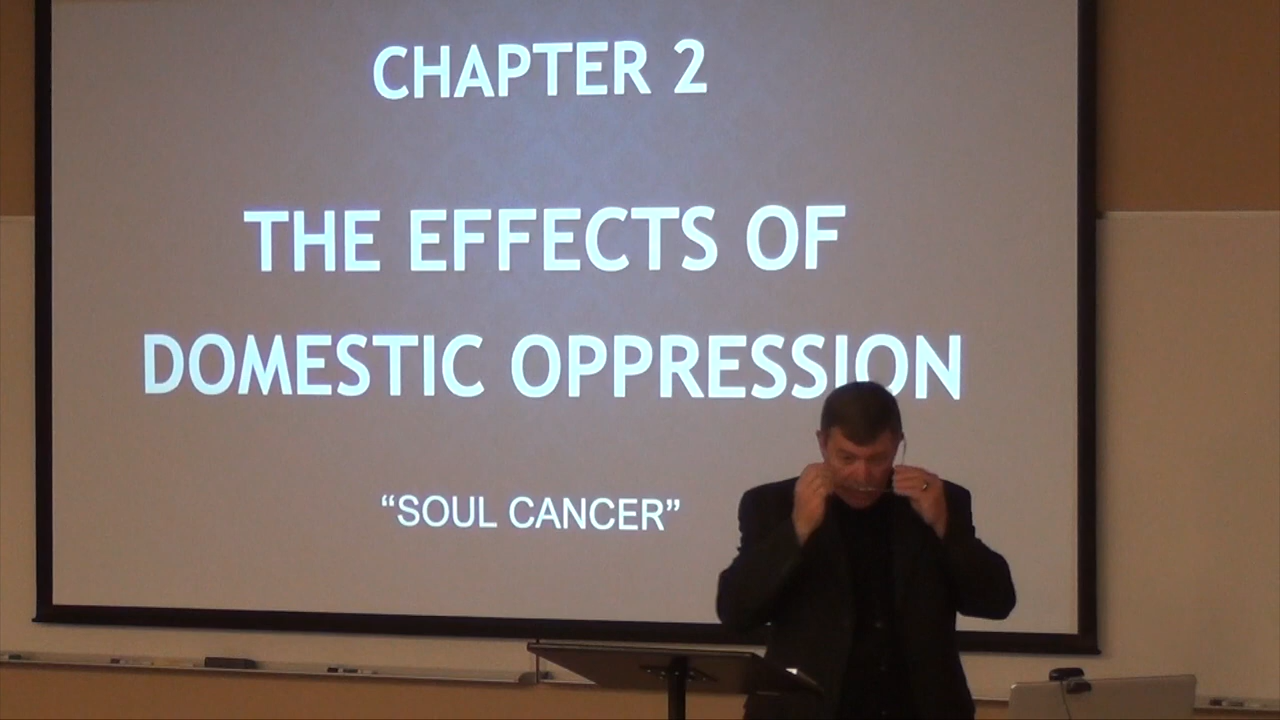 CHAPTER 2
THE EFFECTS OF
DOMESTIC OPPRESSION
“SOUL CANCER”